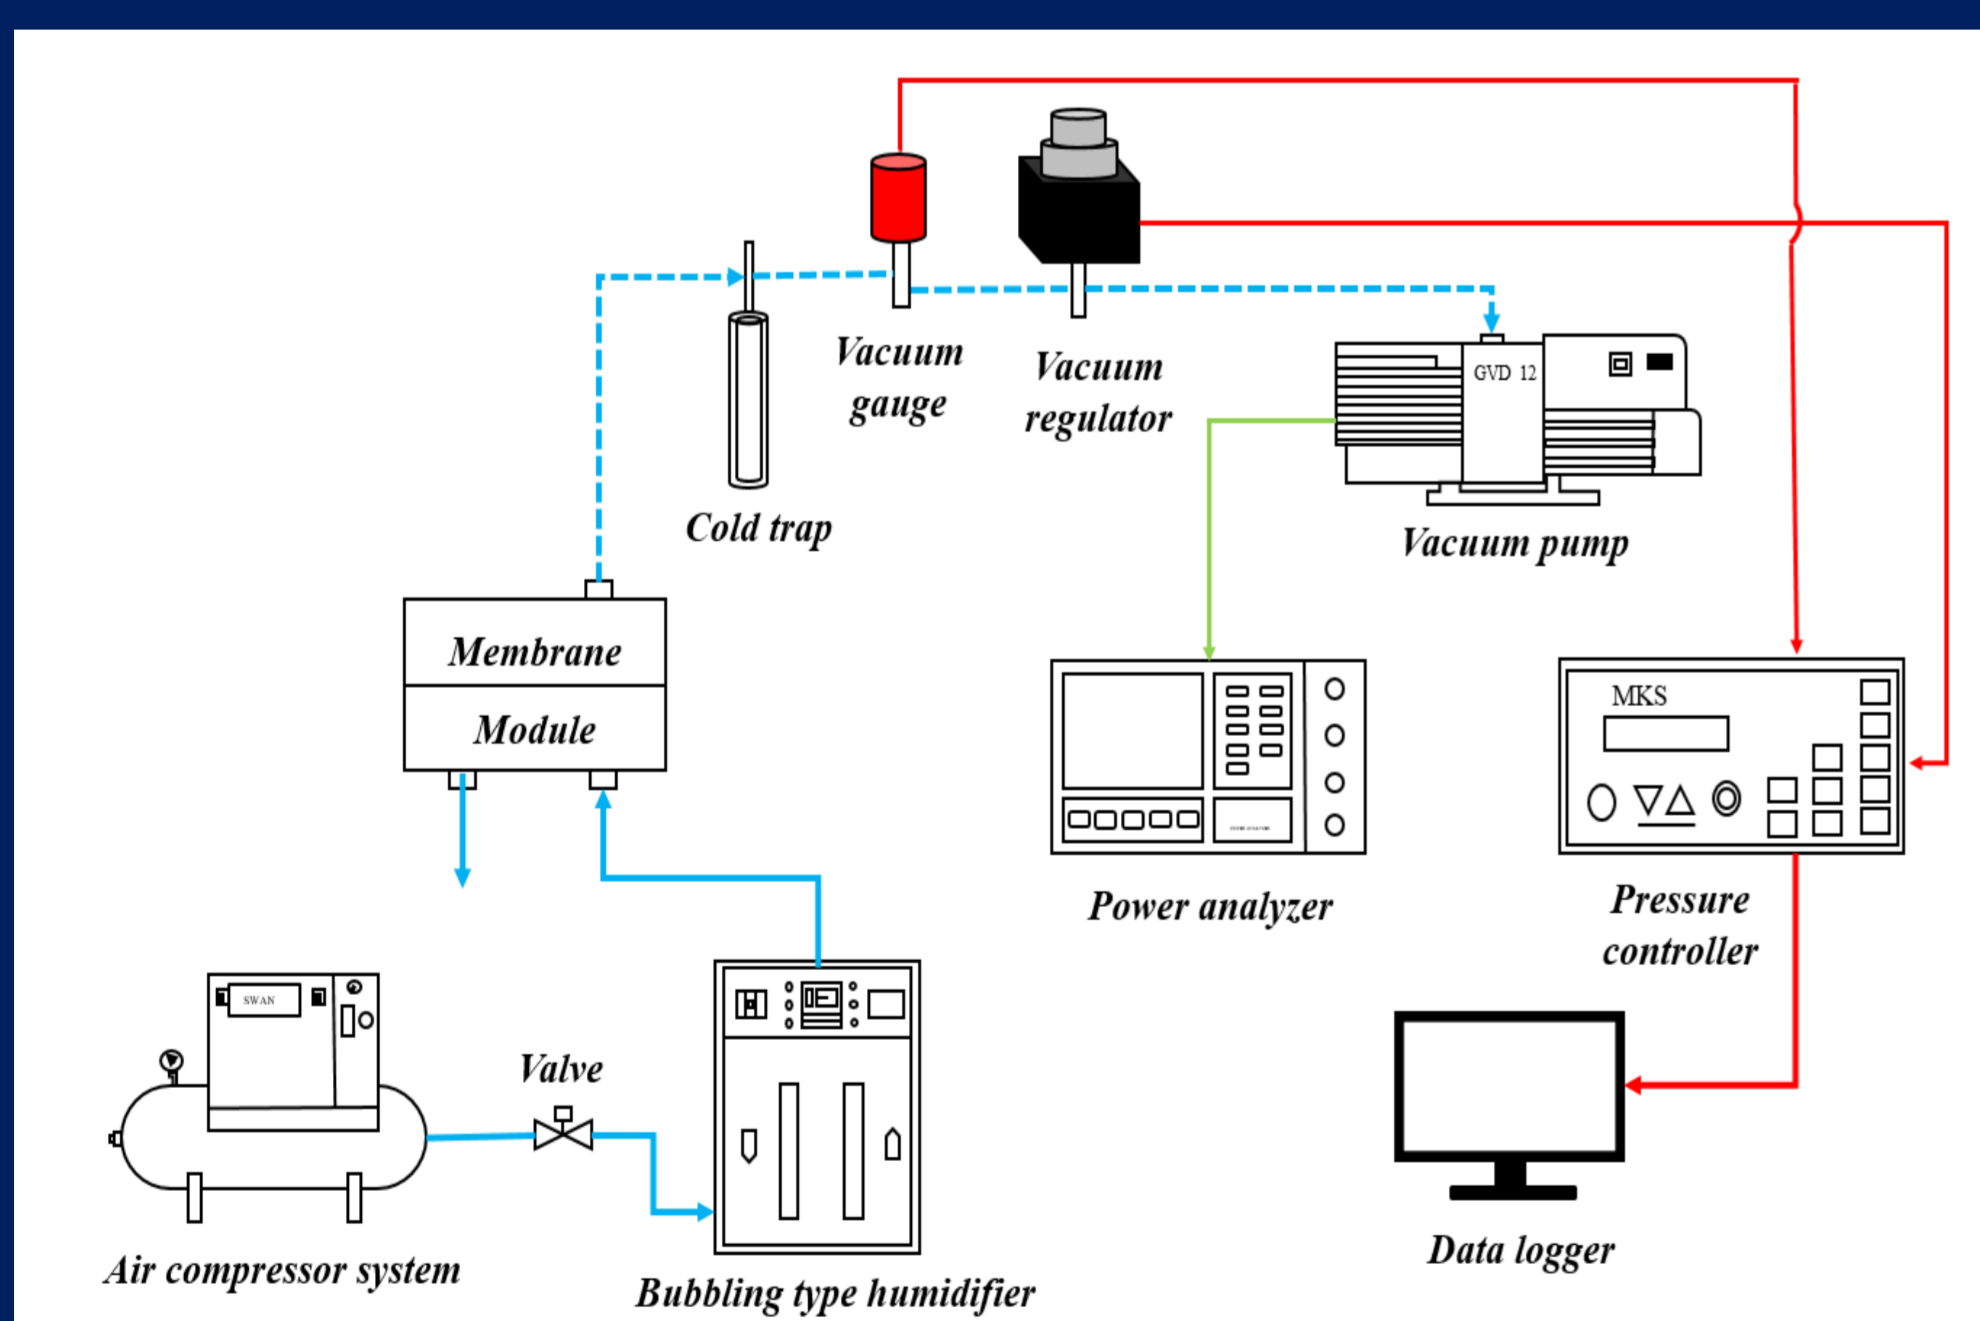 Vacuum
gauge
Vacuum
regulator
GVD 12
Cold trap
Vacuum pump
Membrane
Module
MKS
Power analyzer
Pressure
controller
SWAN
Valve
Air compressor system
Bubbling type humidifier
Data logger